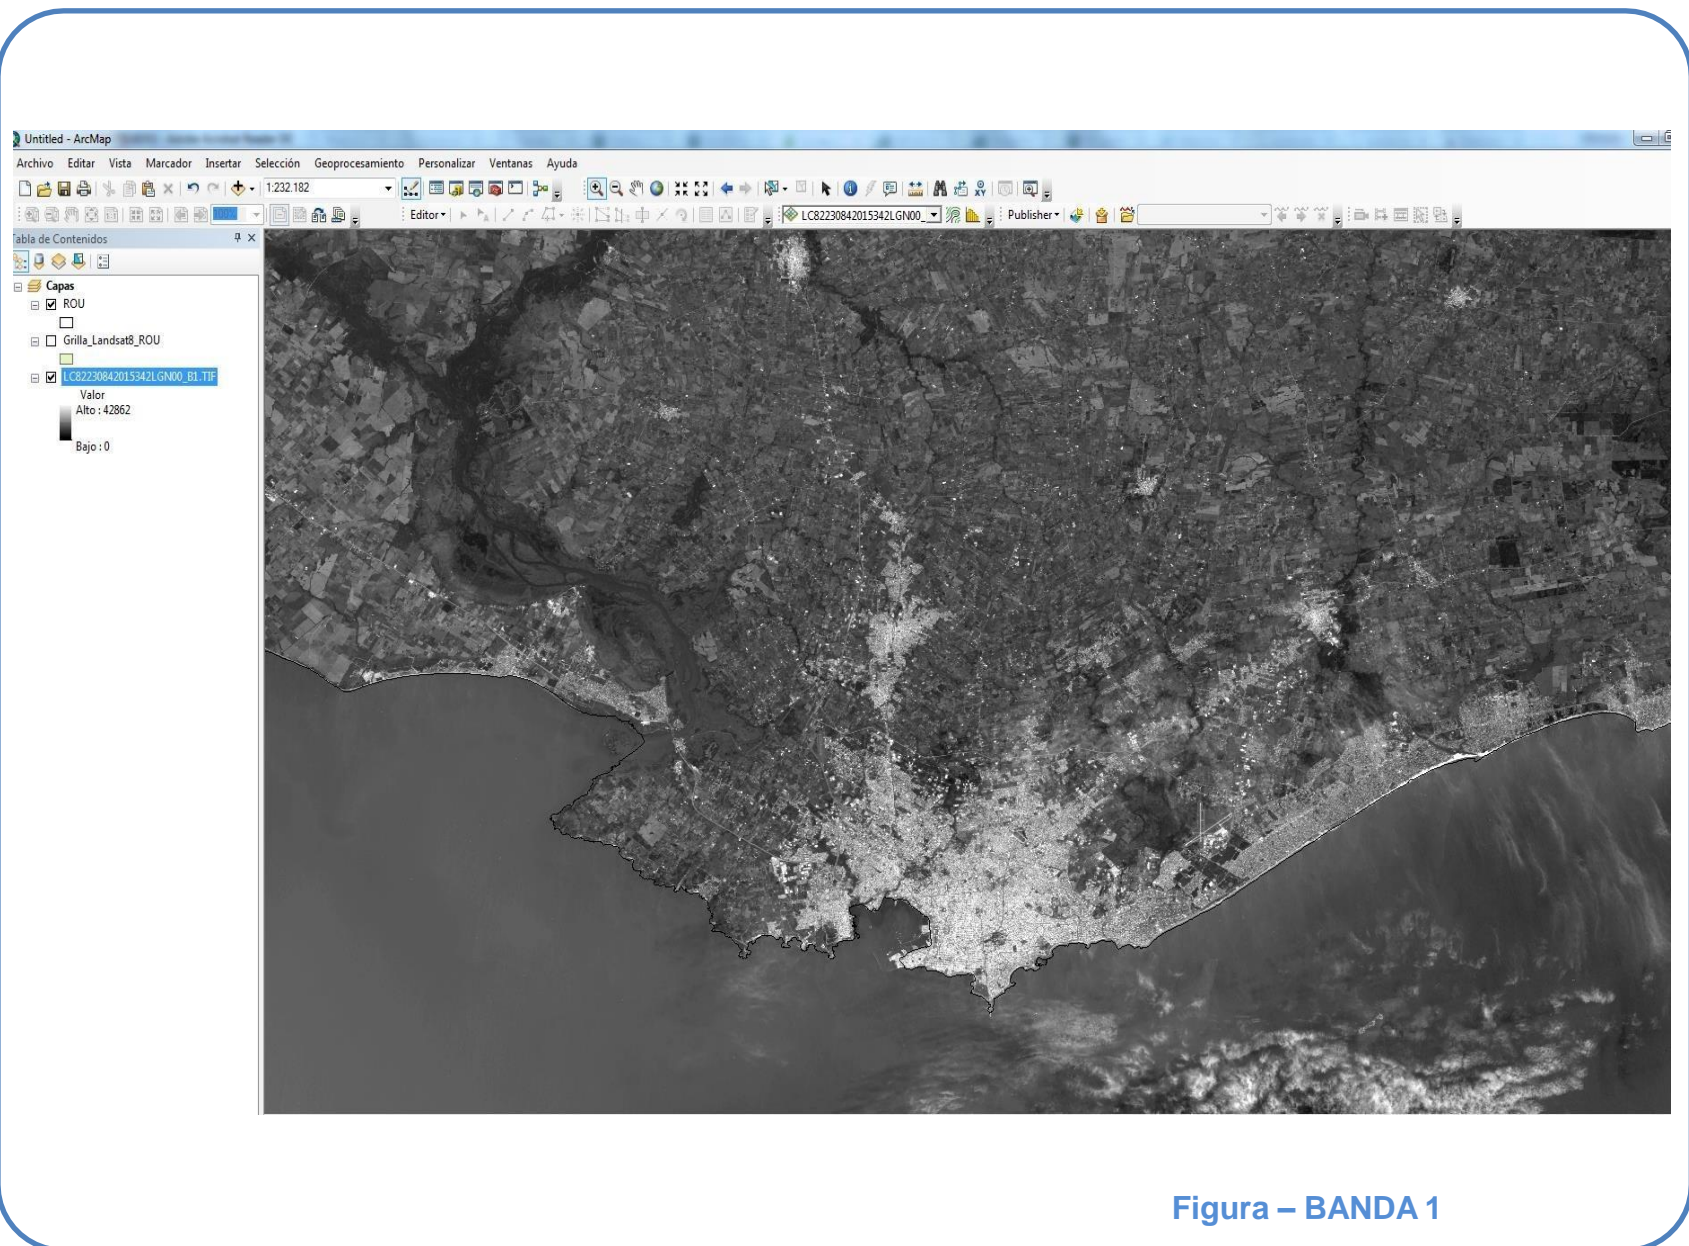 Untitled - ArcMap
Archivo Editar Vista Marcador Insertar Selección Geoprocesamiento Personalizar Ventanas Ayuda
1:232.182
Editor LC82230842015342LGN00_ Publisher
Tabla de Contenidos
Capas
ROU
Grilla_Landsat8_ROU
LC82230842015342LGN00_B1.TIF
Valor
Alto : 42862
Bajo : 0
Figura – BANDA 1